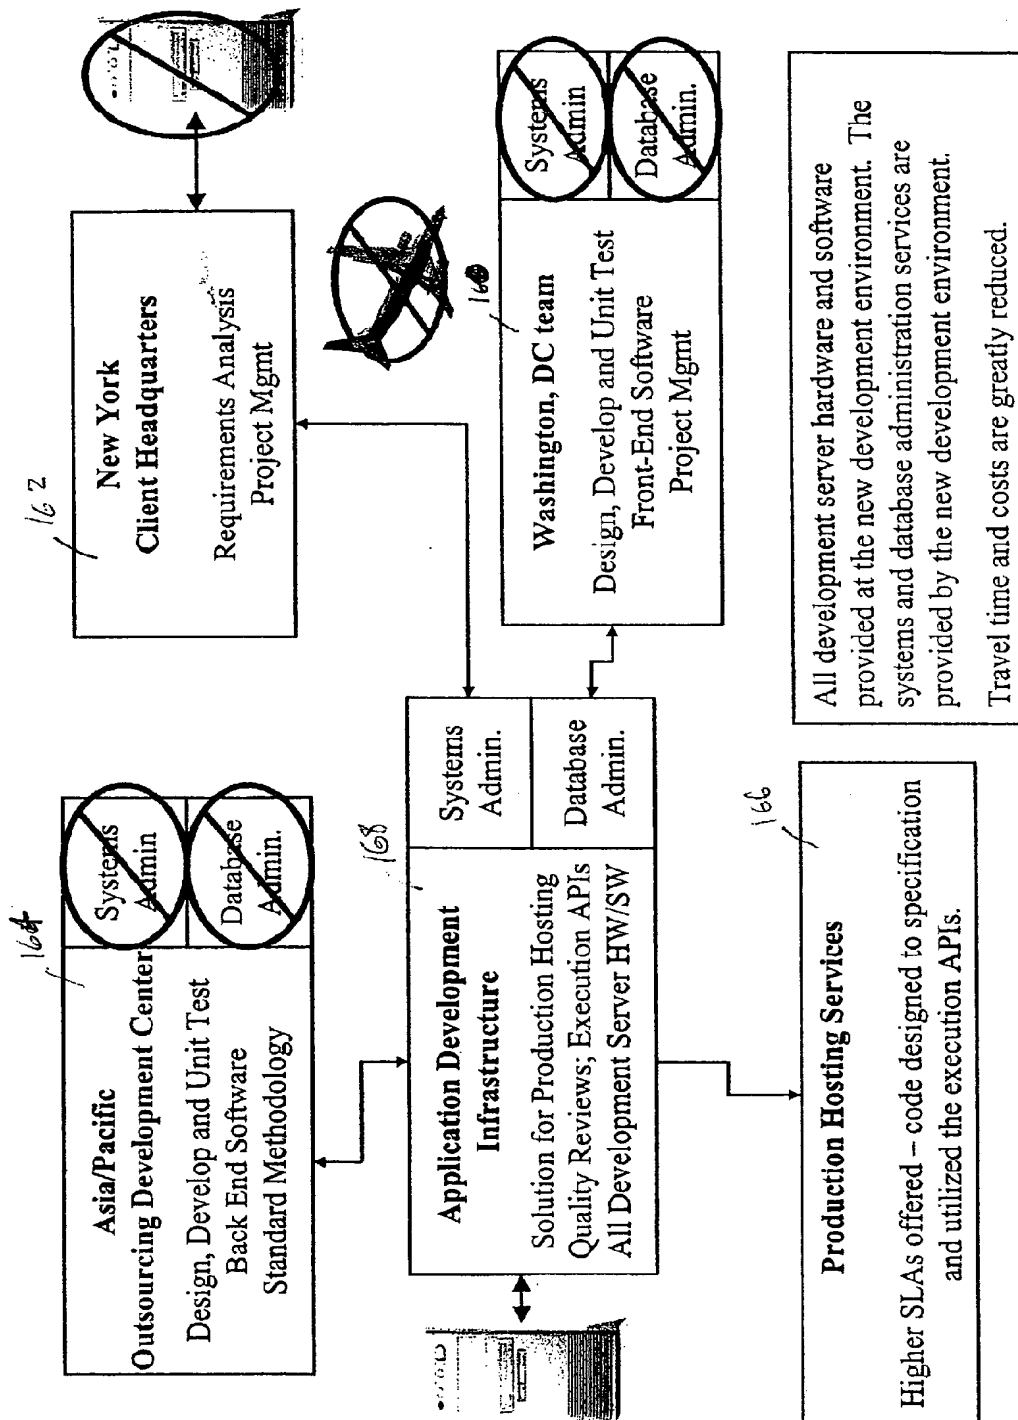 164
Asia/Pacific
Outsourcing Development Center
Design, Develop and Unit Test
Back End Software
Standard Methodology
Systems
Admin
Database
Admin.
162
New York
Client Headquarters
Requirements Analysis
Project Mgmt
168
Application Development
Infrastructure
Solution for Production Hosting
Quality Reviews; Execution APIs
All Development Server HW/SW
Systems
Admin.
Database
Admin.
160
Washington, DC team
Design, Develop and Unit Test
Front-End Software
Project Mgmt
Systems
Admin
Database
Admin.
166
Production Hosting Services
Higher SLAs offered – code designed to specification
and utilized the execution APIs.
All development server hardware and software
provided at the new development environment. The
systems and database administration services are
provided by the new development environment.
Travel time and costs are greatly reduced.